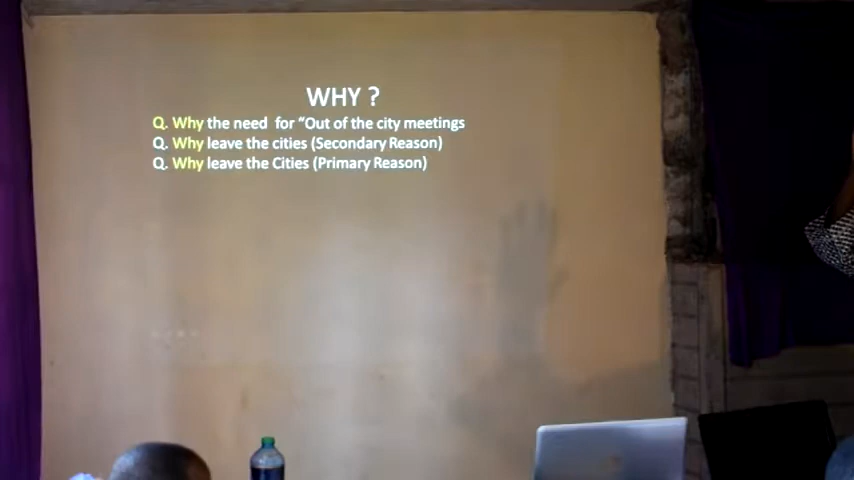 WHY ?
Q. Why the need for “Out of the city meetings
Q. Why leave the cities (Secondary Reason)
Q. Why leave the Cities (Primary Reason)